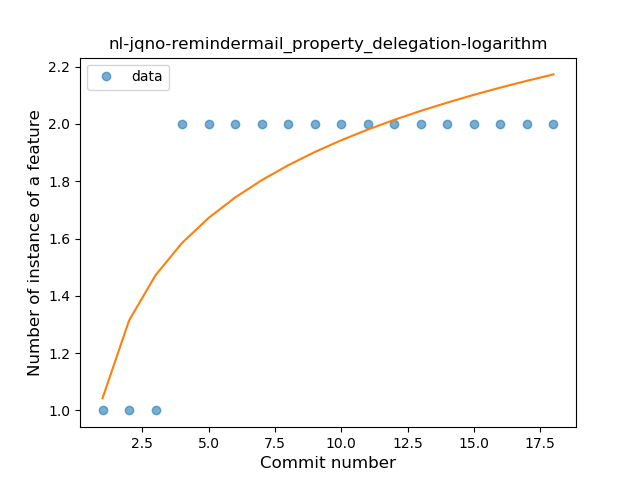 nl-jqno-remindermail_property_delegation-logarithm
data
Number of instance of a feature
2.2
2.0
1.8
1.6
1.4
1.2
1.0
2.5 5.0 7.5 10.0 12.5 15.0 17.5
Commit number